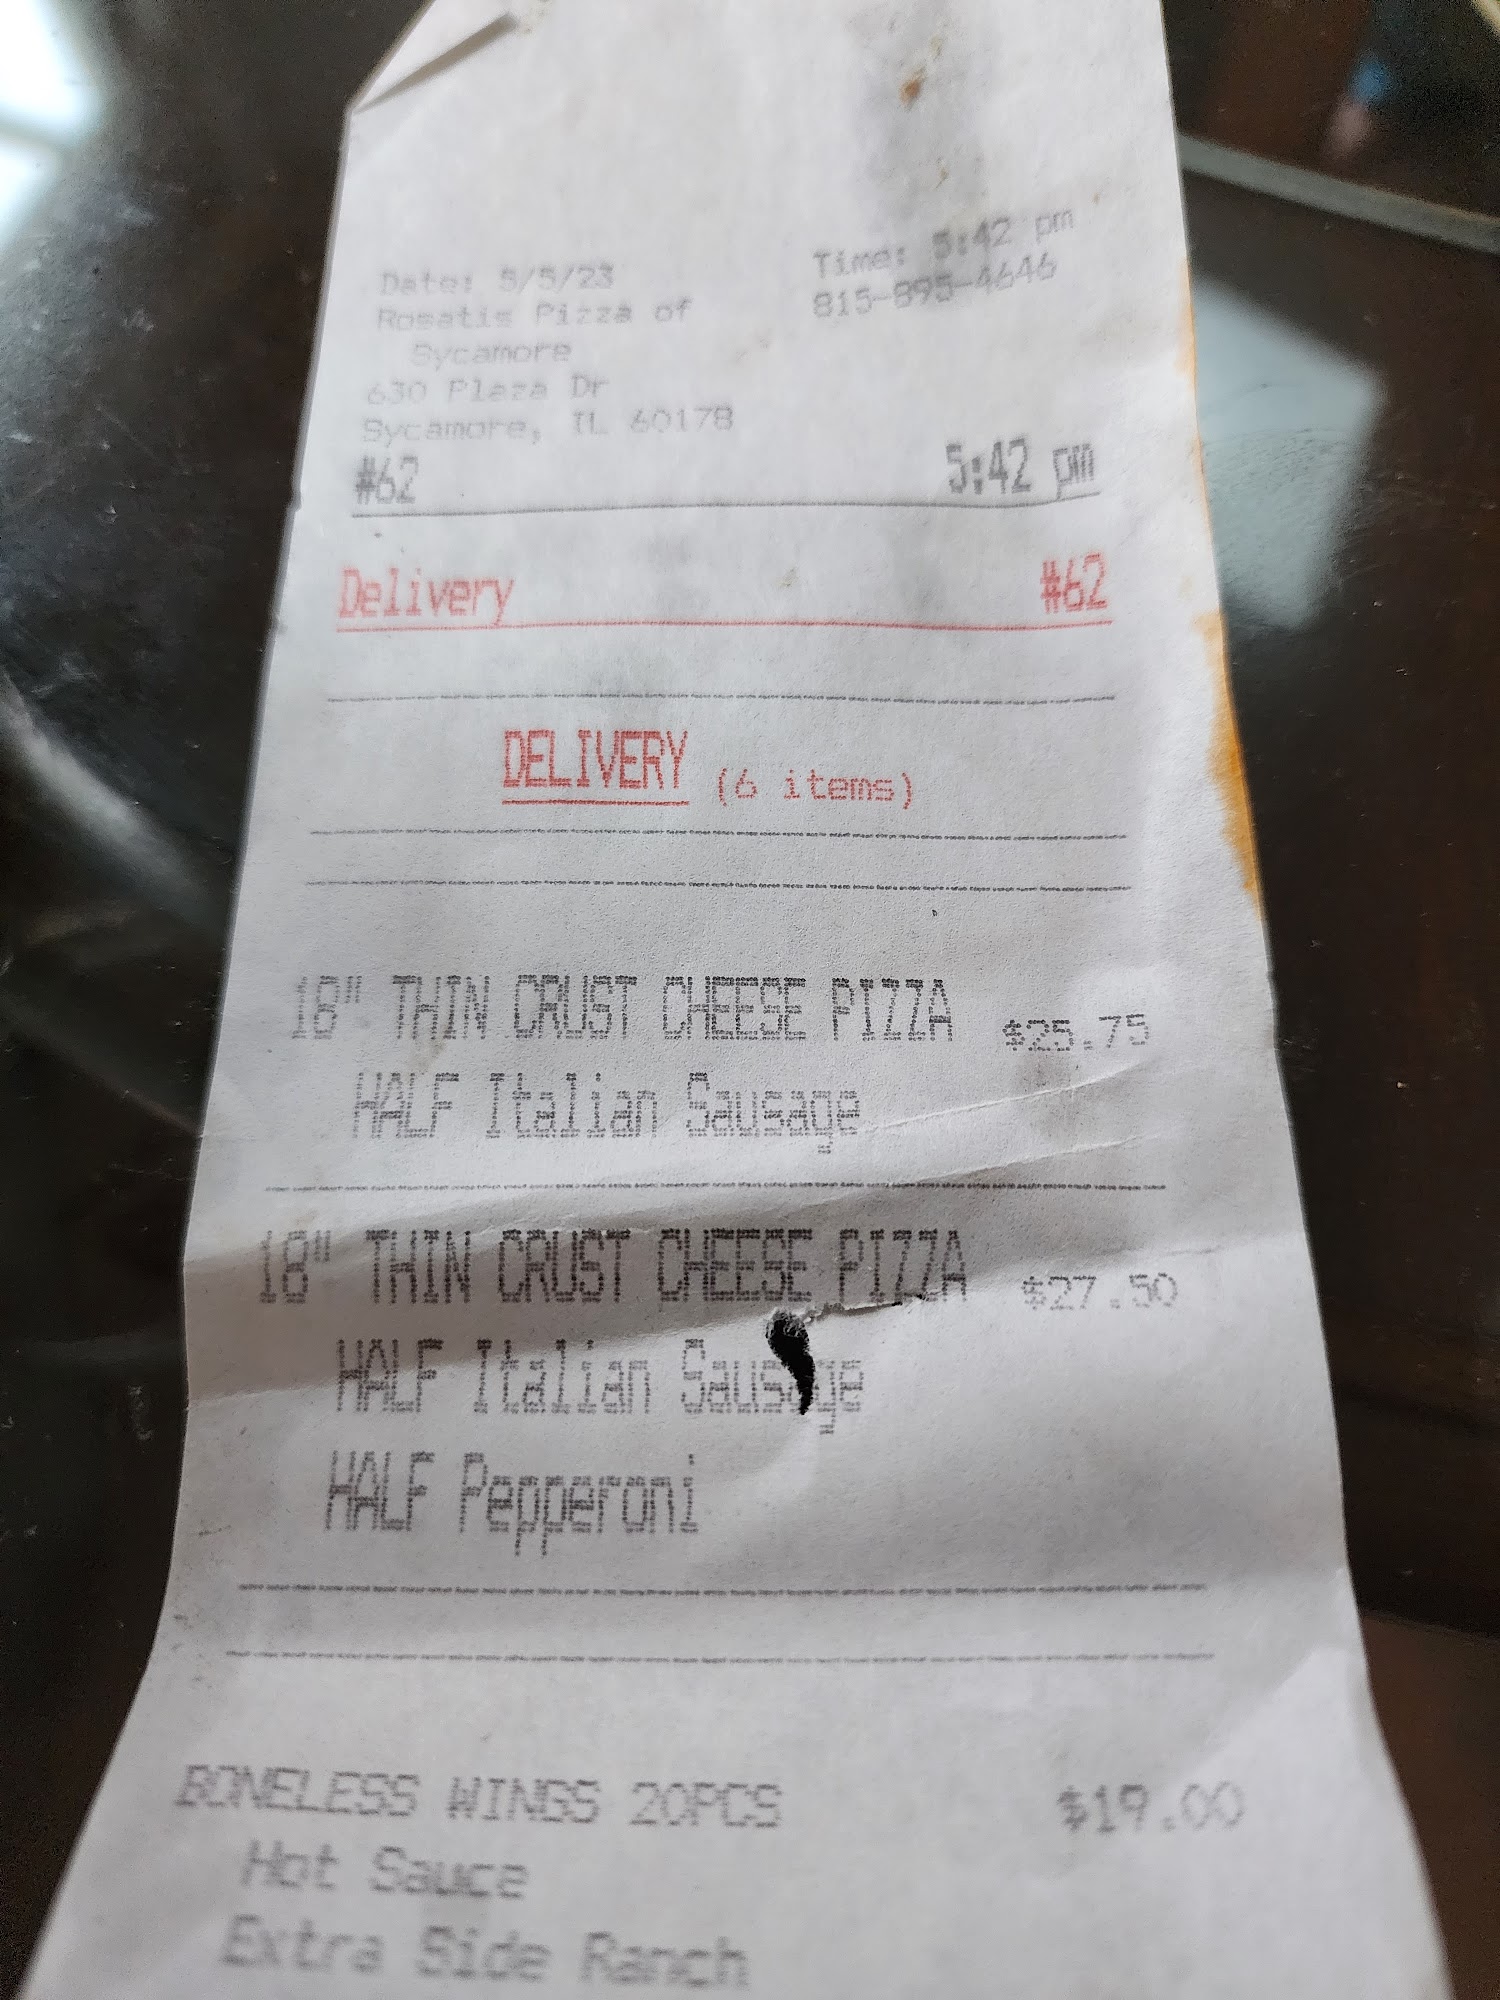 Date: 5/5/23 Time: 5:42 pm
Rosatis Pizza of 815-895-4646
Sycamore
630 Plaza Dr
Sycamore, IL 60178
#62 5:42 pm
Delivery #62
DELIVERY (6 items)
18" THIN CRUST CHEESE PIZZA $25.75
HALF Italian Sausage
18" THIN CRUST CHEESE PIZZA $27.50
HALF Italian Sausage
HALF Pepperoni
BONELESS WINGS 20PCS $19.00
Hot Sauce
Extra Side Ranch